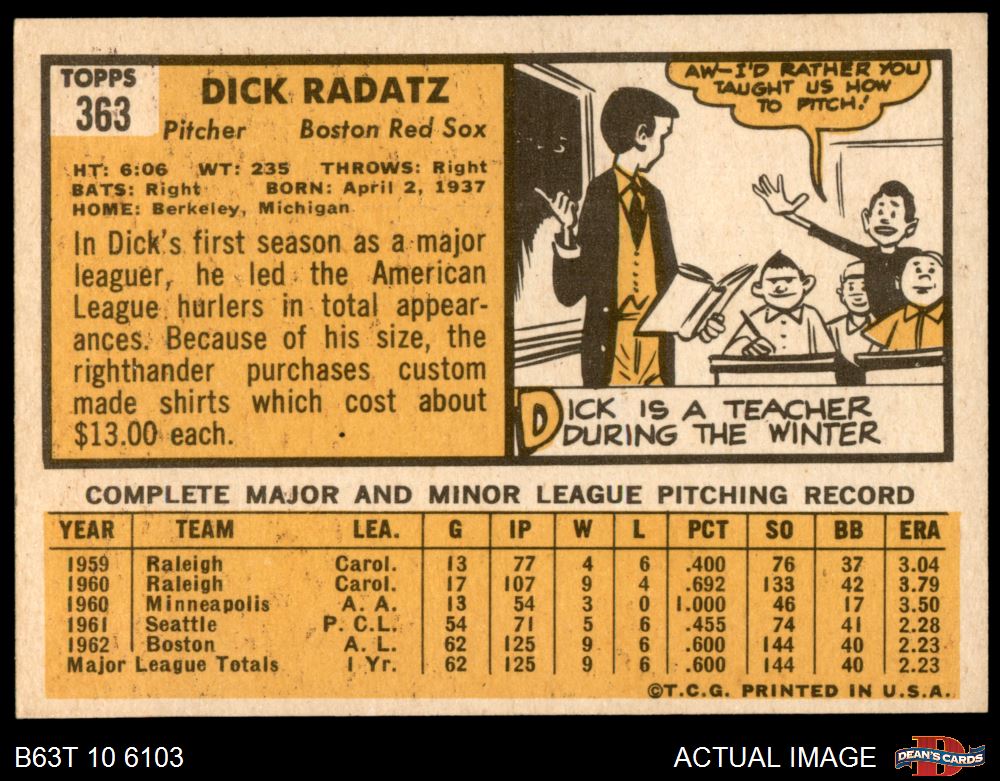 TOPPS
363
DICK RADATZ
Pitcher Boston Red Sox
HT: 6:06 WT: 235 THROWS: Right
BATS: Right BORN: April 2, 1937
HOME: Berkeley, Michigan
In Dick's first season as a major
leaguer, he led the American
League hurlers in total appear-
ances. Because of his size, the
righthander purchases custom
made shirts which cost about
$13.00 each.
AW-I'D RATHER YOU
TAUGHT US HOW
TO PITCH!
DICK IS A TEACHER
DURING THE WINTER
COMPLETE MAJOR AND MINOR LEAGUE PITCHING RECORD
YEAR TEAM LEA. G IP W L PCT SO BB ERA
1959 Raleigh Carol. 13 77 4 6 .400 76 37 3.04
1960 Raleigh Carol. 17 107 9 4 .692 133 42 3.79
1960 Minneapolis A. A. 13 54 3 0 1.000 46 17 3.50
1961 Seattle P. C.L. 54 71 5 6 .455 74 41 2.28
1962 Boston A. L. 62 125 9 6 .600 144 40 2.23
Major League Totals 1 Yr. 62 125 9 6 .600 144 40 2.23
©T.C.G. PRINTED IN U.S.A.
B63T 10 6103 ACTUAL IMAGE
D
DEAN'S CARDS